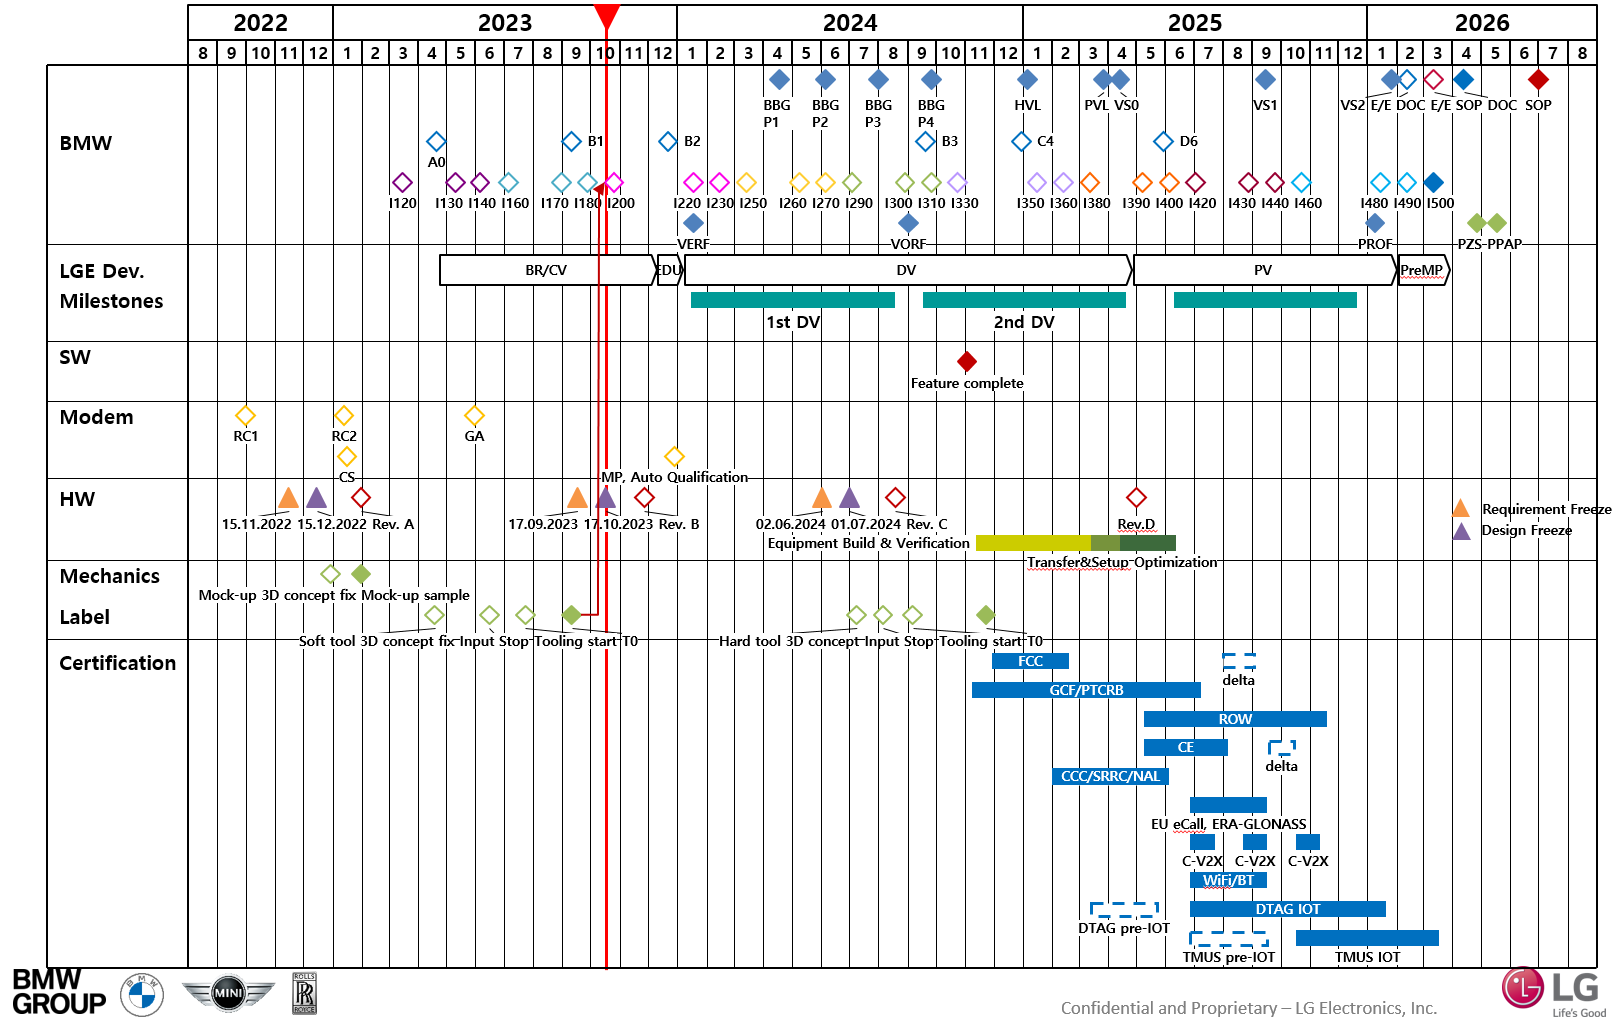 2022 2023 2024 2025 2026
8 9 10 11 12 1 2 3 4 5 6 7 8 9 10 11 12 1 2 3 4 5 6 7 8 9 10 11 12 1 2 3 4 5 6 7 8 9 10 11 12 1 2 3 4 5 6 7 8
BBG P1
BBG P2
BBG P3
BBG P4
HVL PVL VS0 VS1 VS2 E/E DOC E/E SOP DOC SOP
BMW
A0 B1 B2 B3 C4 D6
I120 I130 I140 I160 I170 I180 I200 I220 I230 I250 I260 I270 I290 I300 I310 I330 I350 I360 I380 I390 I400 I420 I430 I440 I460 I480 I490 I500
VERF VORF PROF PZS PPAP
LGE Dev.
Milestones
BR/CV EDU DV PV PreMP
1st DV 2nd DV
SW
Feature complete
Modem
RC1 RC2 GA
CS MP, Auto Qualification
HW
15.11.2022 15.12.2022 Rev. A 17.09.2023 17.10.2023 Rev. B 02.06.2024 01.07.2024 Rev. C Rev.D
Requirement Freeze
Design Freeze
Equipment Build & Verification
Transfer&Setup Optimization
Mechanics
Mock-up 3D concept fix Mock-up sample
Label
Soft tool 3D concept fix Input Stop Tooling start T0 Hard tool 3D concept Input Stop Tooling start T0
Certification
FCC
delta
GCF/PTCRB
ROW
CE
delta
CCC/SRRC/NAL
EU eCall, ERA-GLONASS
C-V2X C-V2X C-V2X
WiFi/BT
DTAG IOT
DTAG pre-IOT
TMUS pre-IOT TMUS IOT
BMW
GROUP
BMW
MINI
ROLLS
RR
ROYCE
Confidential and Proprietary – LG Electronics, Inc.
LG
Life's Good